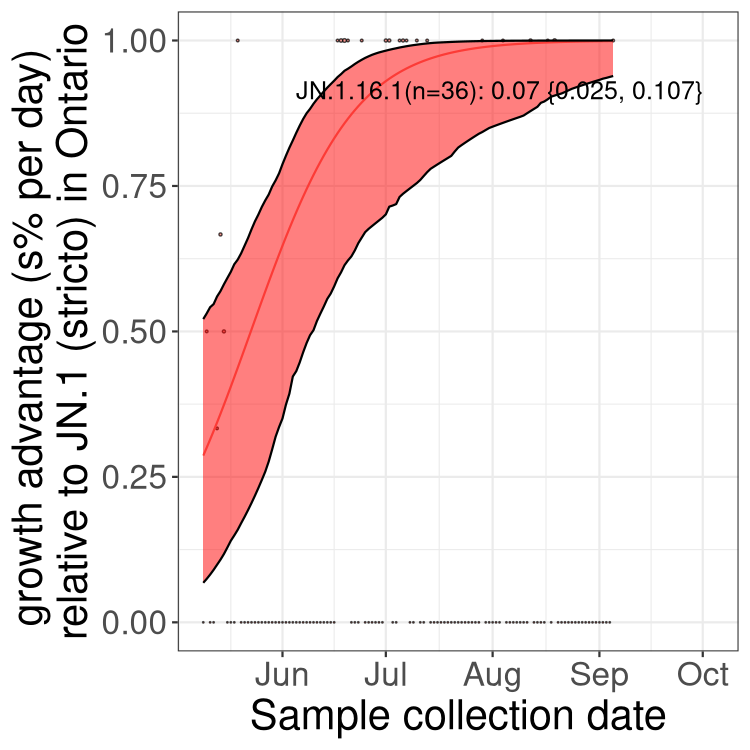 growth advantage (s% per day)
relative to JN.1 (stricto) in Ontario
1.00
0.75
0.50
0.25
0.00
JN.1.16.1(n=36): 0.07 {0.025, 0.107}
Jun Jul Aug Sep Oct
Sample collection date